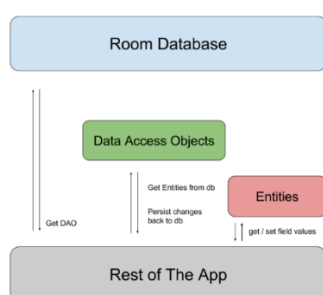 Room Database
Data Access Objects
Get Entities from db
Entities
Persist changes
back to db
Get DAO
get / set field values
Rest of The App